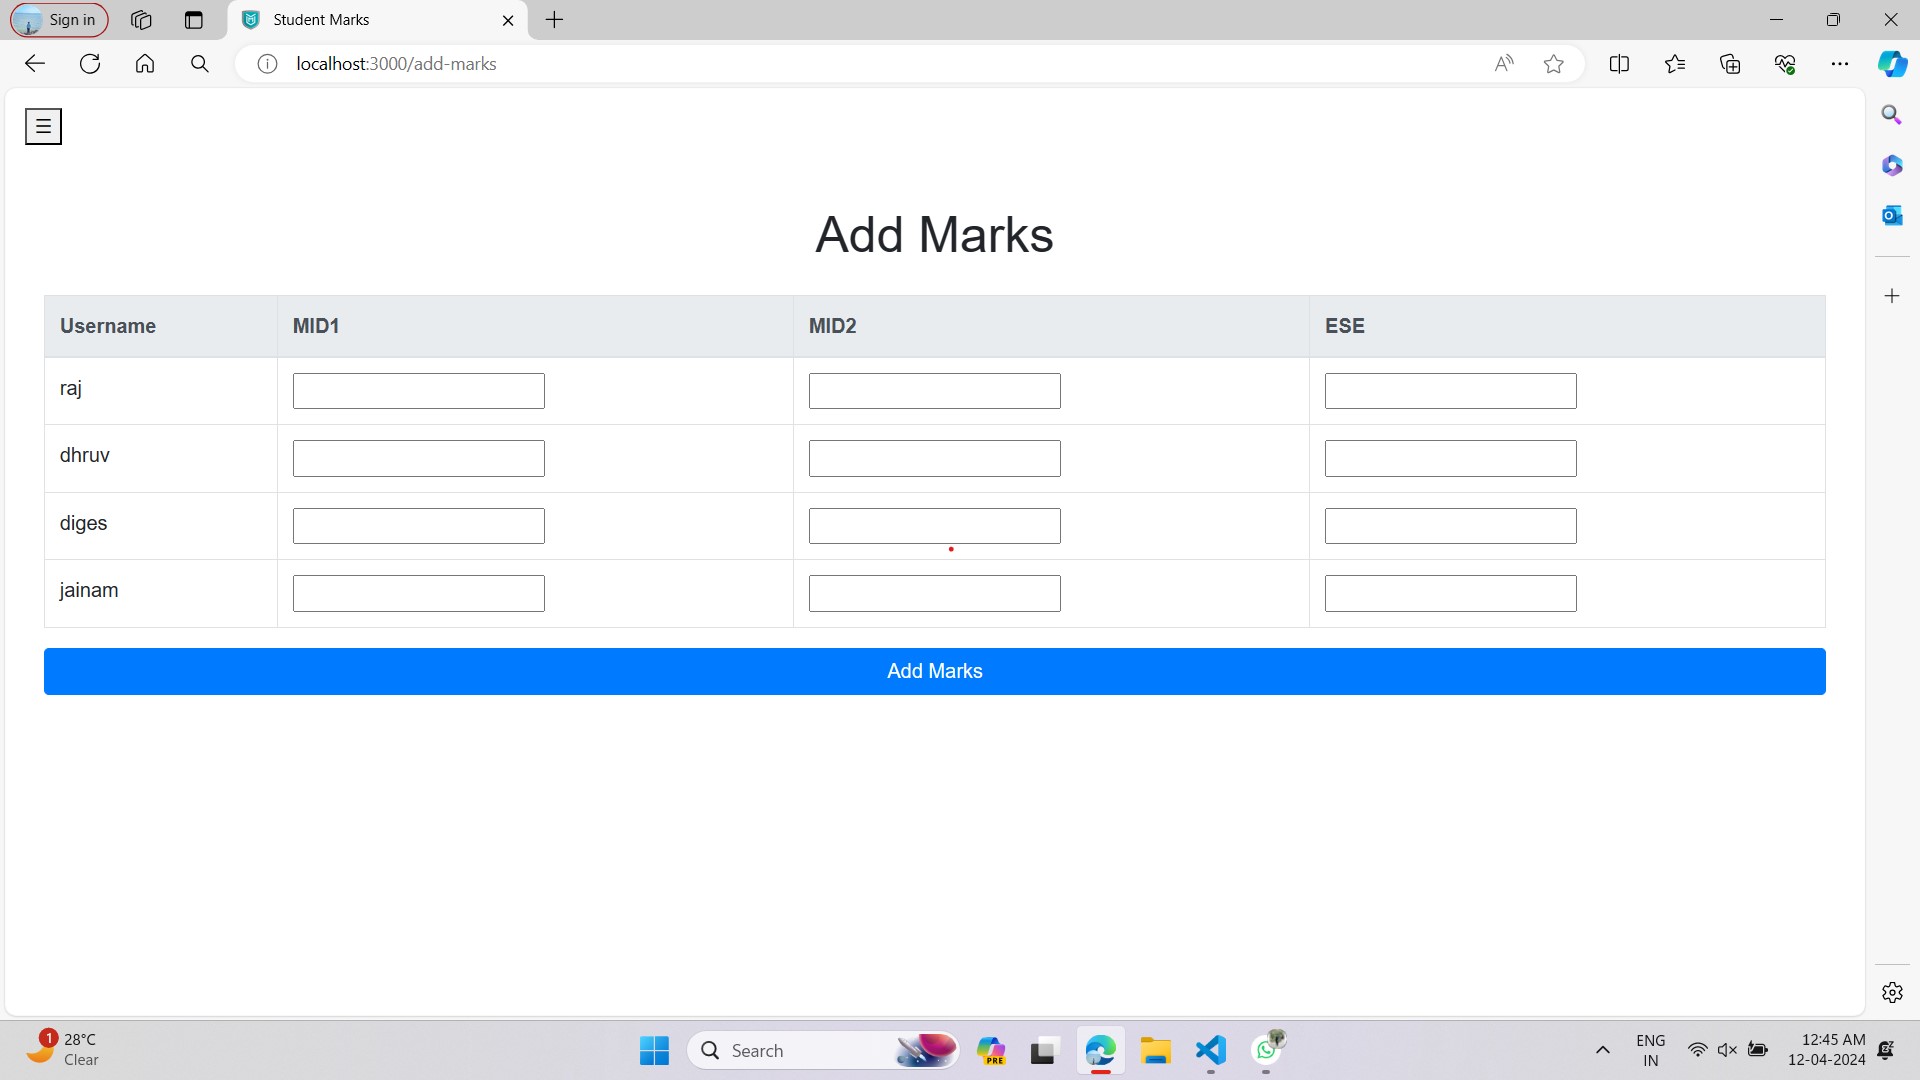 Sign in
Student Marks
localhost:3000/add-marks
☰
Add Marks
Username MID1 MID2 ESE
raj
dhruv
diges
jainam
Add Marks
1 28°C
Clear
Search
PRE
ENG
IN
12:45 AM
12-04-2024